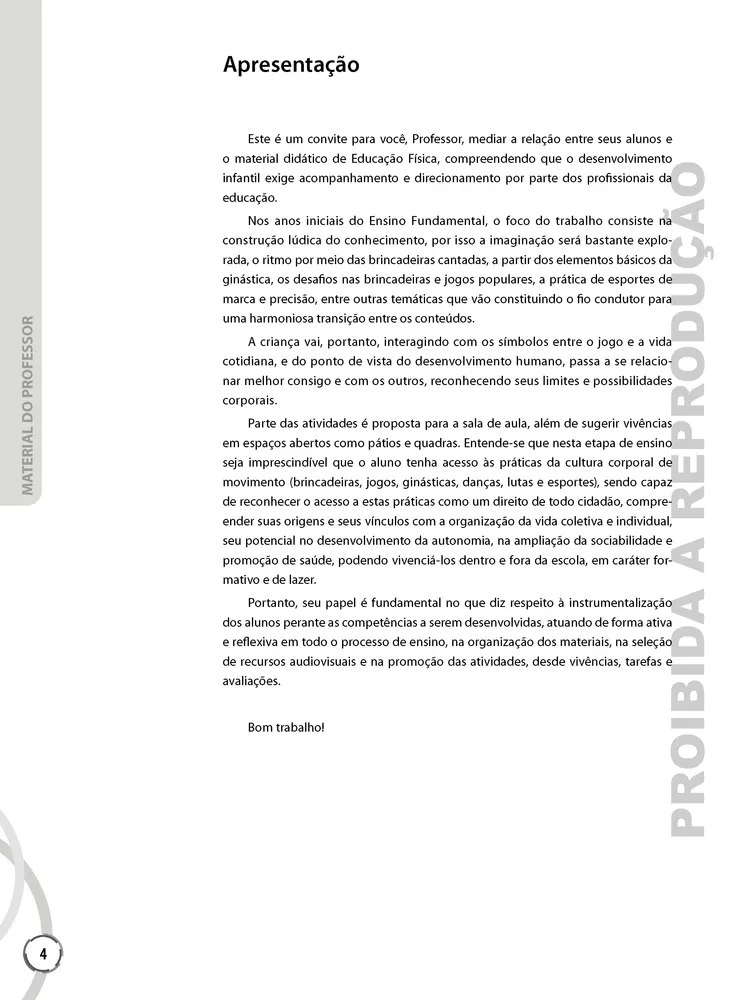 Apresentação
Este é um convite para você, Professor, mediar a relação entre seus alunos e
o material didático de Educação Física, compreendendo que o desenvolvimento
infantil exige acompanhamento e direcionamento por parte dos profissionais da
educação.
Nos anos iniciais do Ensino Fundamental, o foco do trabalho consiste na
construção lúdica do conhecimento, por isso a imaginação será bastante explo-
rada, o ritmo por meio das brincadeiras cantadas, a partir dos elementos básicos da
ginástica, os desafios nas brincadeiras e jogos populares, a prática de esportes de
marca e precisão, entre outras temáticas que vão constituindo o fio condutor para
uma harmoniosa transição entre os conteúdos.
A criança vai, portanto, interagindo com os símbolos entre o jogo e a vida
cotidiana, e do ponto de vista do desenvolvimento humano, passa a se relacio-
nar melhor consigo e com os outros, reconhecendo seus limites e possibilidades
corporais.
Parte das atividades é proposta para a sala de aula, além de sugerir vivências
em espaços abertos como pátios e quadras. Entende-se que nesta etapa de ensino
seja imprescindível que o aluno tenha acesso às práticas da cultura corporal de
movimento (brincadeiras, jogos, ginásticas, danças, lutas e esportes), sendo capaz
de reconhecer o acesso a estas práticas como um direito de todo cidadão, compre-
ender suas origens e seus vínculos com a organização da vida coletiva e individual,
seu potencial no desenvolvimento da autonomia, na ampliação da sociabilidade e
promoção de saúde, podendo vivenciá-los dentro e fora da escola, em caráter for-
mativo e de lazer.
Portanto, seu papel é fundamental no que diz respeito à instrumentalização
dos alunos perante as competências a serem desenvolvidas, atuando de forma ativa
e reflexiva em todo o processo de ensino, na organização dos materiais, na seleção
de recursos audiovisuais e na promoção das atividades, desde vivências, tarefas e
avaliações.
Bom trabalho!
MATERIAL DO PROFESSOR
PROIBIDA A REPRODUÇÃO
4